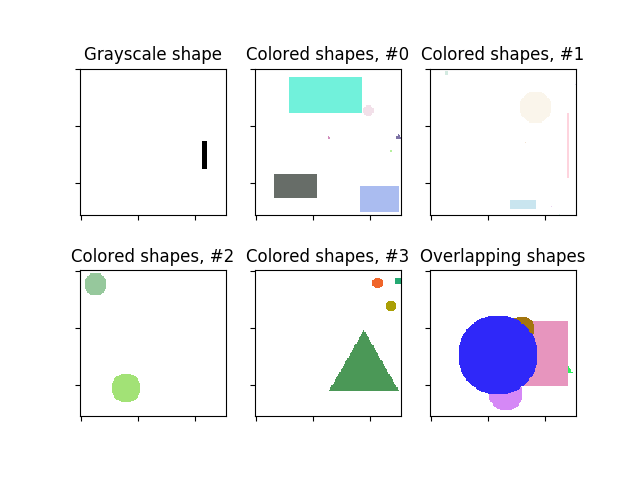 Grayscale shape
Colored shapes, #0
Colored shapes, #1
Colored shapes, #2
Colored shapes, #3
Overlapping shapes